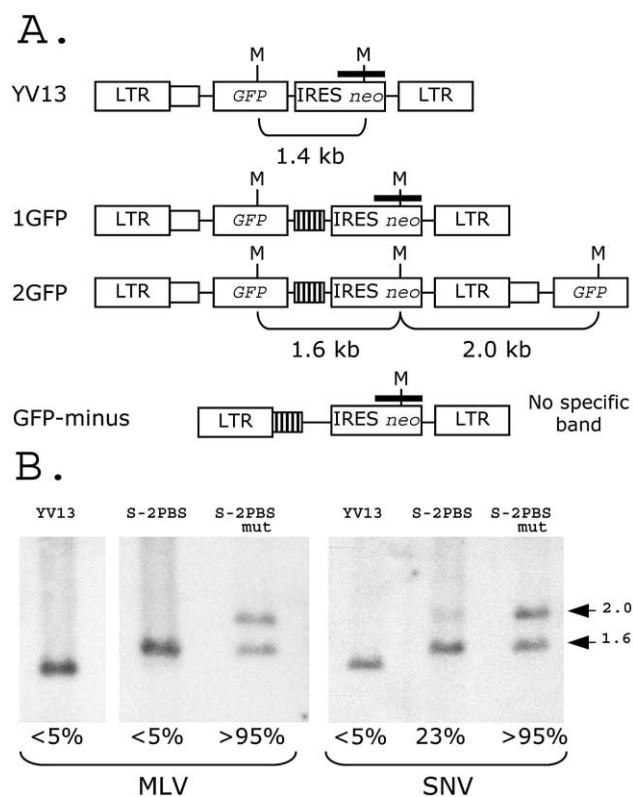 A.
M M
YV13 LTR GFP IRES neo LTR
1.4 kb
M M
1GFP LTR GFP IRES neo LTR
M M M
2GFP LTR GFP IRES neo LTR GFP
1.6 kb 2.0 kb
M
GFP-minus LTR IRES neo LTR No specific
band
B.
YV13 S-2PBS S-2PBS mut YV13 S-2PBS S-2PBS mut
2.0
1.6
<5% <5% >95% <5% 23% >95%
MLV SNV